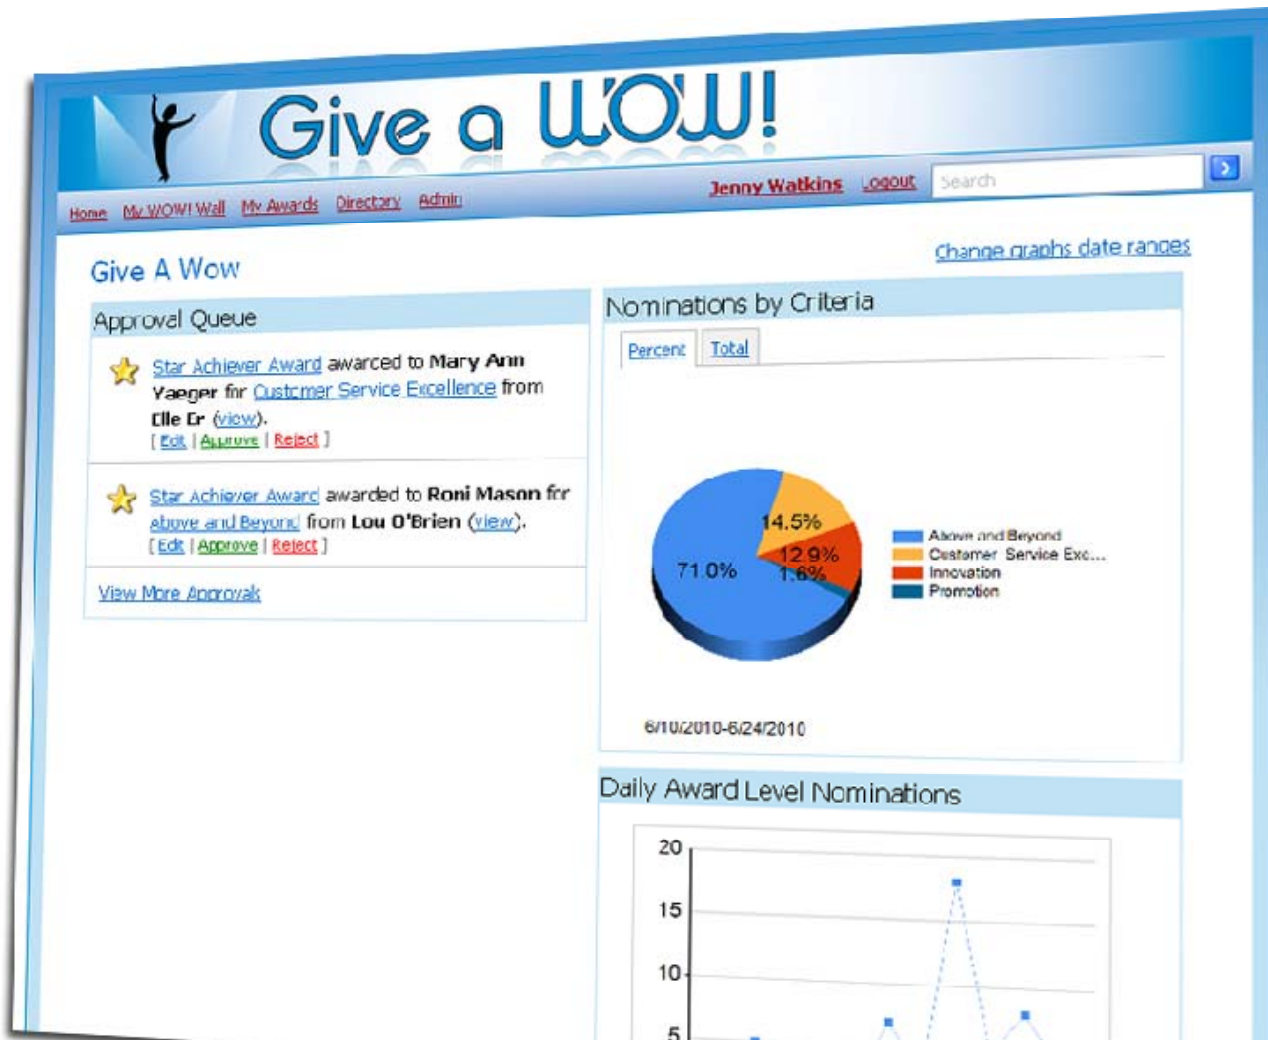 Give a WOW!
Home My WOW! Wall My Awards Directory Admin
Jenny Watkins Logout Search
Give A Wow
Change graphs date ranges
Approval Queue
Star Achiever Award awarded to Mary Ann
Yaeger for Customer Service Excellence from
Elle Er (view).
[ Edit | Approve | Reject ]
Star Achiever Award awarded to Roni Mason for
Above and Beyond from Lou O'Brien (view).
[ Edit | Approve | Reject ]
View More Approvals
Nominations by Criteria
Percent Total
14.5%
12.9%
71.0%
1.6%
Above and Beyond
Customer Service Exc...
Innovation
Promotion
6/10/2010-6/24/2010
Daily Award Level Nominations
20
15
10
5